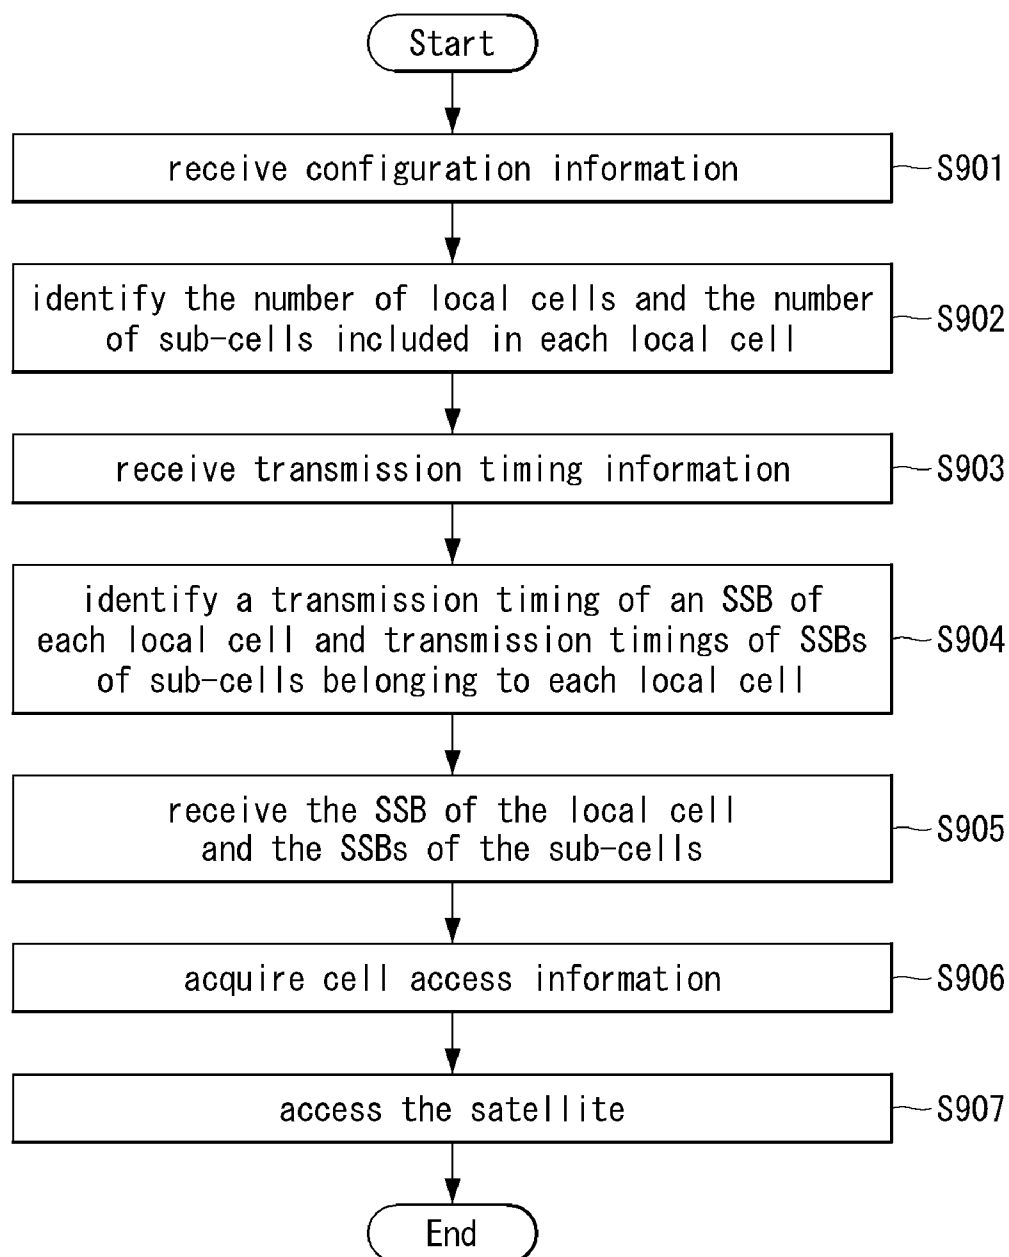 Start
receive configuration information
S901
identify the number of local cells and the number
of sub-cells included in each local cell
S902
receive transmission timing information
S903
identify a transmission timing of an SSB of
each local cell and transmission timings of SSBs
of sub-cells belonging to each local cell
S904
receive the SSB of the local cell
and the SSBs of the sub-cells
S905
acquire cell access information
S906
access the satellite
S907
End